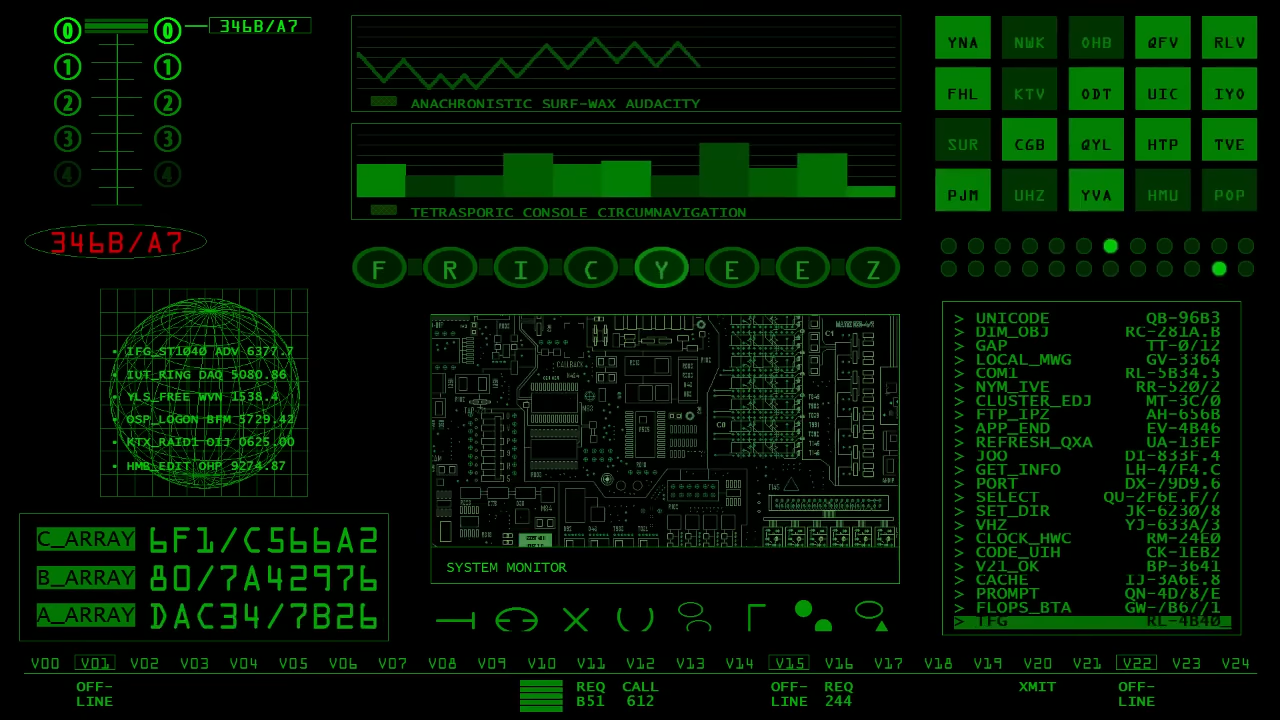 0 0 346B/A7
1 1
2 2
3 3
4 4
346B/A7
ANACHRONISTIC SURF-WAX AUDACITY
TETRASPORIC CONSOLE CIRCUMNAVIGATION
F R I C Y E E Z
YNA NWK OHB QFV RLV
FHL KTV ODT UIC IYO
SUR CGB QYL HTP TVE
PJM UHZ YVA HMU POP
• IFG_ST1040 ADV 6377.7
• IUT_RING DAQ 5080.86
• YLS_FREE WVN 1538.4
• OSP_LOGON BFM 5729.42
• KTX_RAID1 OIJ 0625.00
• HMB_EDIT OHP 9274.87
C_ARRAY 6F1/C566A2
B_ARRAY 80/7A42976
A_ARRAY DAC34/7B26
SYSTEM MONITOR
> UNICODE QB-96B3
> DIM_OBJ RC-281A.B
> GAP TT-0/12
> LOCAL_MWG GV-3364
> COM1 RL-5B34.5
> NYM_IVE RR-520/2
> CLUSTER_EDJ MT-3C/0
> FTP_IPZ AH-656B
> APP_END EV-4B46
> REFRESH_QXA UA-13EF
> JOO DI-833F.4
> GET_INFO LH-4/F4.C
> PORT DX-/9D9.6
> SELECT QU-2F6E.F//
> SET_DIR JK-6230/8
> VHZ YJ-633A/3
> CLOCK_HWC RM-24E0
> CODE_UIH CK-1EB2
> V21_OK BP-3641
> CACHE IJ-3A6E.8
> PROMPT QN-4D/8/E
> FLOPS_BTA GW-7B67/1
> TFG RL-4B40_
V00 V01 V02 V03 V04 V05 V06 V07 V08 V09 V10 V11 V12 V13 V14 V15 V16 V17 V18 V19 V20 V21 V22 V23 V24
OFF- REQ CALL OFF- REQ XMIT OFF-
LINE B51 612 LINE 244 LINE